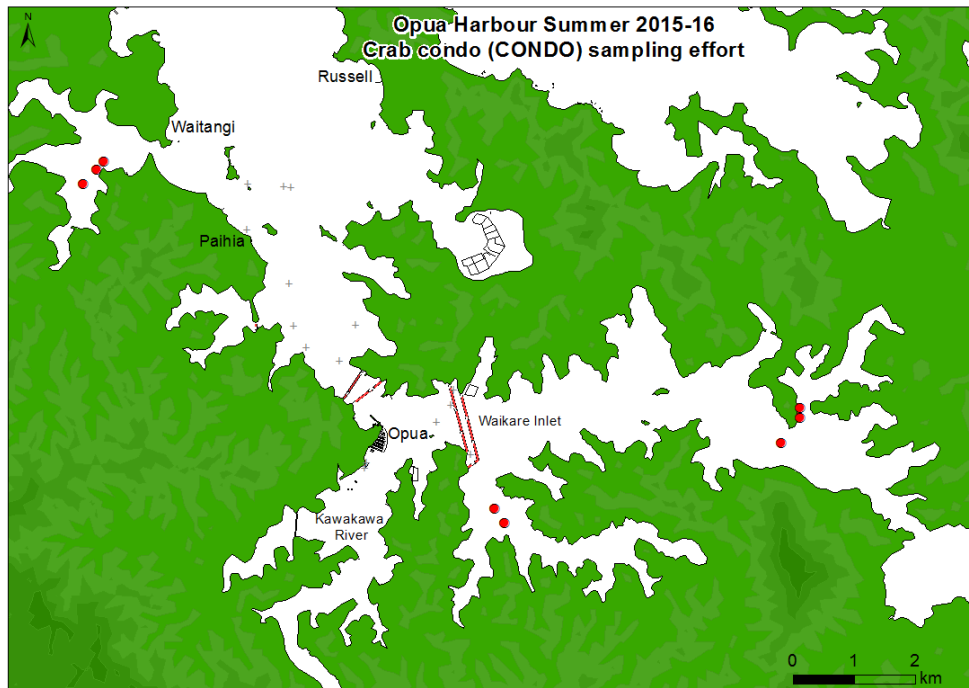 N
Opua Harbour Summer 2015-16
Crab condo (CONDO) sampling effort
Russell
Waitangi
Paihia
Waikare Inlet
Opua
Kawakawa
River
0 1 2
km